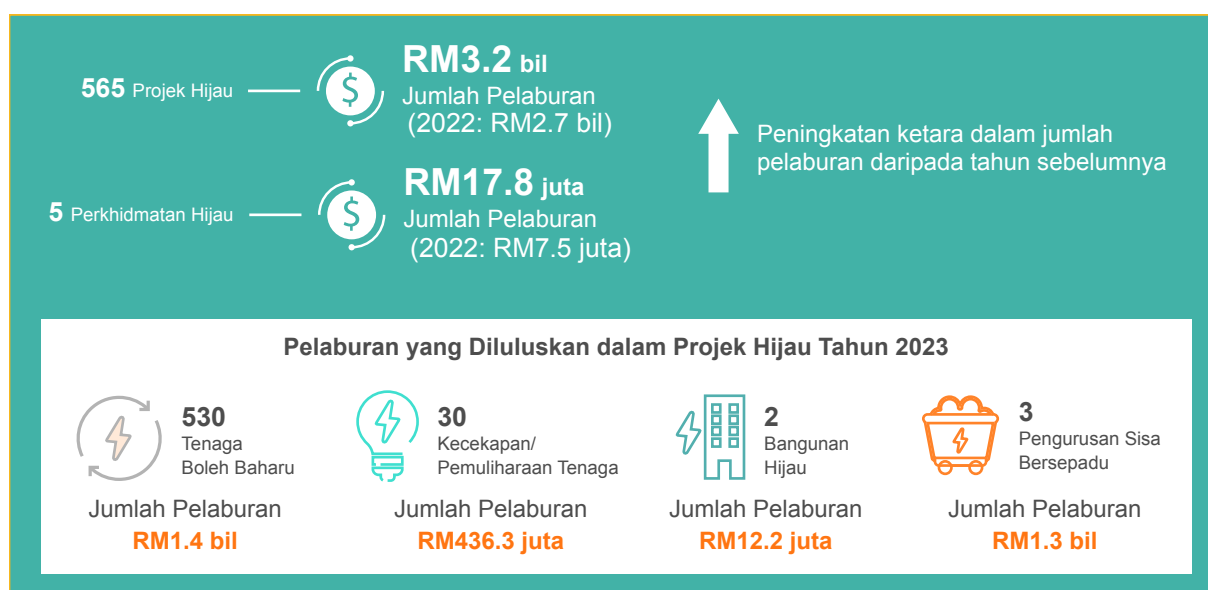 565 Projek Hijau
RM3.2 bil
Jumlah Pelaburan
(2022: RM2.7 bil)
5 Perkhidmatan Hijau
RM17.8 juta
Jumlah Pelaburan
(2022: RM7.5 juta)
Peningkatan ketara dalam jumlah
pelaburan daripada tahun sebelumnya
Pelaburan yang Diluluskan dalam Projek Hijau Tahun 2023
530
Tenaga
Boleh Baharu
Jumlah Pelaburan
RM1.4 bil
30
Kecekapan/
Pemuliharaan Tenaga
Jumlah Pelaburan
RM436.3 juta
2
Bangunan
Hijau
Jumlah Pelaburan
RM12.2 juta
3
Pengurusan Sisa
Bersepadu
Jumlah Pelaburan
RM1.3 bil